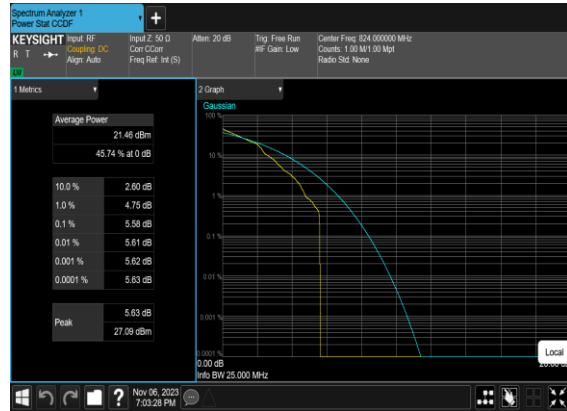 Spectrum Analyzer 1
Power Stat CCDF
+
KEYSIGHT
R T
LXI
Input: RF
Coupling: DC
Align: Auto
Input Z: 50 Ω
Corr CCorr
Freq Ref: Int (S)
Atten: 20 dB
Trig: Free Run
#IF Gain: Low
Center Freq: 824.000000 MHz
Counts: 1.00 M/1.00 Mpt
Radio Std: None
1 Metrics
Average Power
21.46 dBm
45.74 % at 0 dB
10.0 % 2.60 dB
1.0 % 4.75 dB
0.1 % 5.58 dB
0.01 % 5.61 dB
0.001 % 5.62 dB
0.0001 % 5.63 dB
Peak 5.63 dB
27.09 dBm
2 Graph
Gaussian
100 %
10 %
1 %
0.1 %
0.01 %
0.001 %
0.0001 %
0.00 dB
Info BW 25.000 MHz
Local
?
Nov 06, 2023
7:03:28 PM